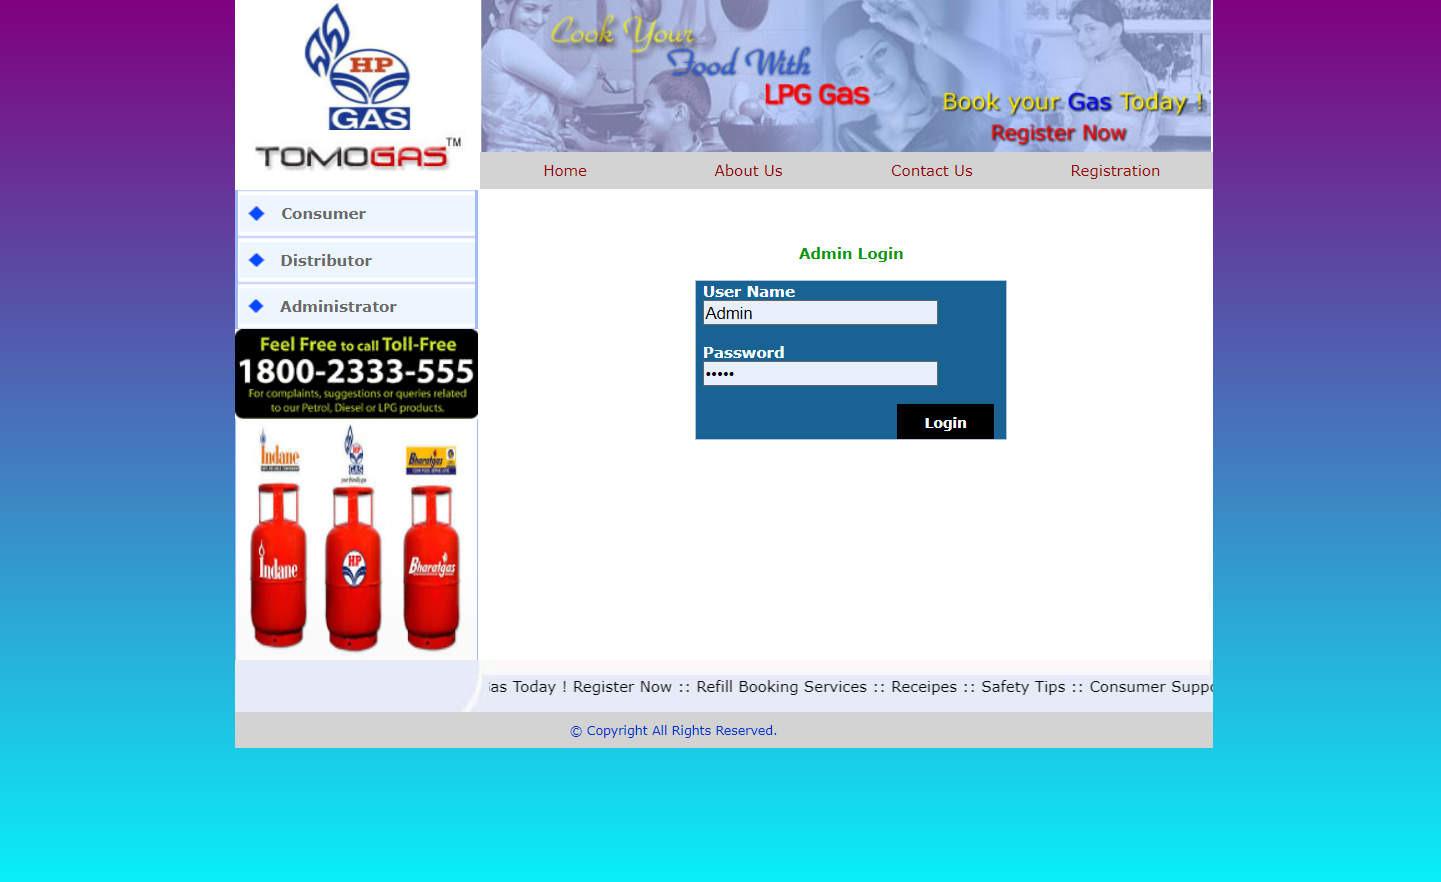 HP
GAS
TOMOGAS™
Cook Your
Food With
LPG Gas
Book your Gas Today !
Register Now
Home
About Us
Contact Us
Registration
Consumer
Distributor
Administrator
Feel Free to call Toll-Free
1800-2333-555
For complaints, suggestions or queries related
to our Petrol, Diesel or LPG products.
Indane
HP
GAS
Bharatgas
Indane
HP
Bharatgas
Admin Login
User Name
Admin
Password
•••••
Login
as Today ! Register Now :: Refill Booking Services :: Receipes :: Safety Tips :: Consumer Suppo
© Copyright All Rights Reserved.